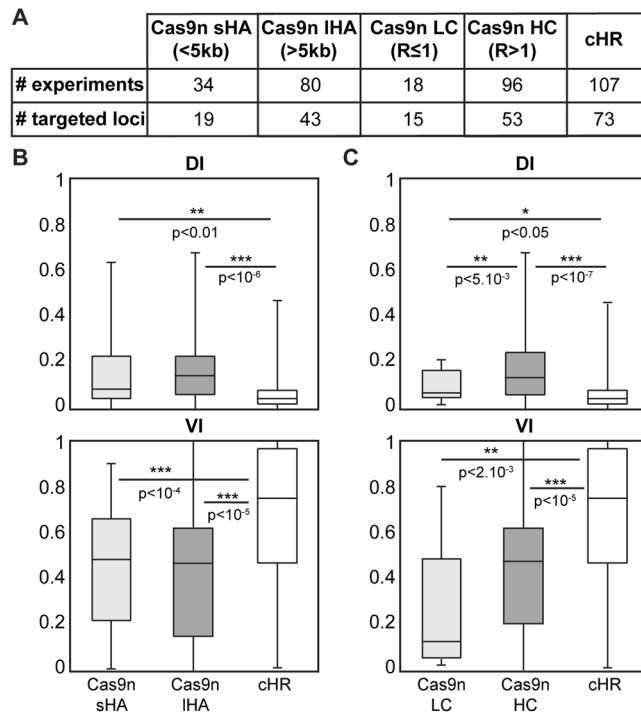 A
Cas9n sHA (<5kb) Cas9n lHA (>5kb) Cas9n LC (R≤1) Cas9n HC (R>1) cHR
# experiments 34 80 18 96 107
# targeted loci 19 43 15 53 73
B
DI
1
0.8
0.6
0.4
0.2
0
**
p<0.01
***
p<10-6
VI
1
0.8
0.6
0.4
0.2
0
***
p<10-4
***
p<10-5
Cas9n sHA
Cas9n lHA
cHR
C
DI
1
0.8
0.6
0.4
0.2
0
*
p<0.05
** ***
p<5.10-3 p<10-7
VI
1
0.8
0.6
0.4
0.2
0
**
p<2.10-3
***
p<10-5
Cas9n LC
Cas9n HC
cHR